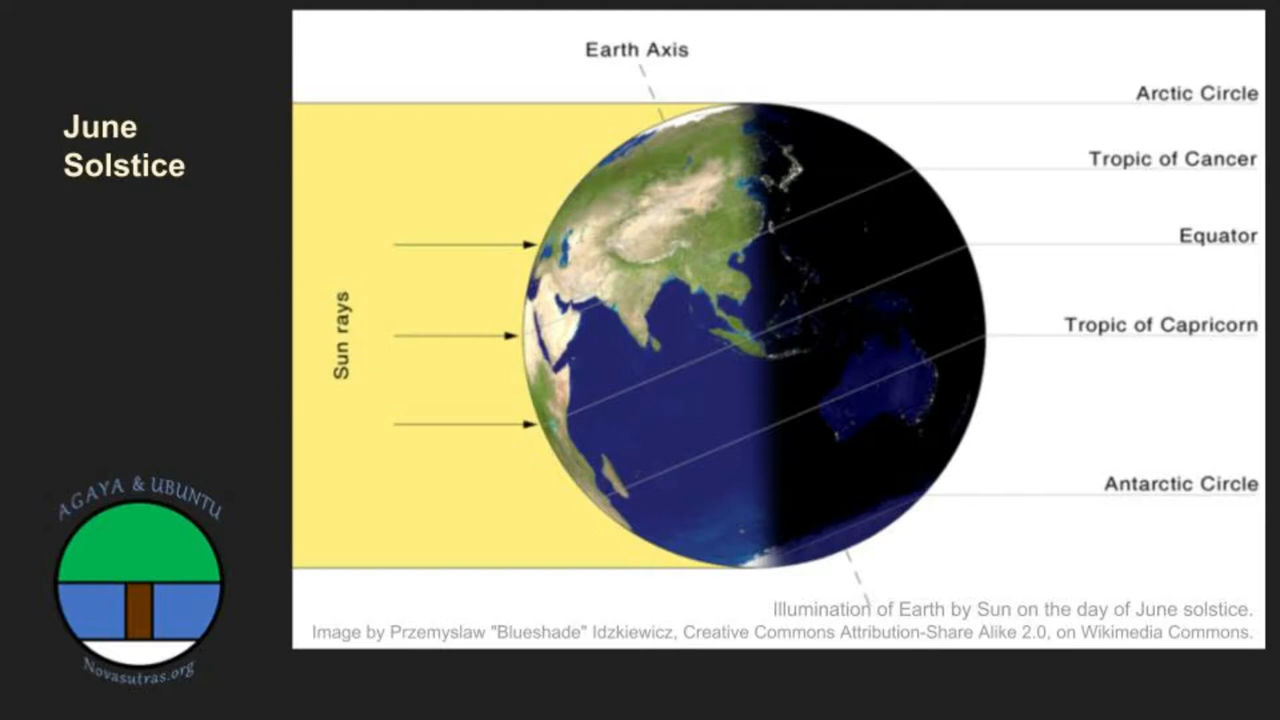 June
Solstice
Earth Axis
Arctic Circle
Tropic of Cancer
Equator
Sun rays
Tropic of Capricorn
Antarctic Circle
Illumination of Earth by Sun on the day of June solstice.
Image by Przemyslaw "Blueshade" Idzkiewicz, Creative Commons Attribution-Share Alike 2.0, on Wikimedia Commons.
AGAYA & UBUNTU
Novasutras.org